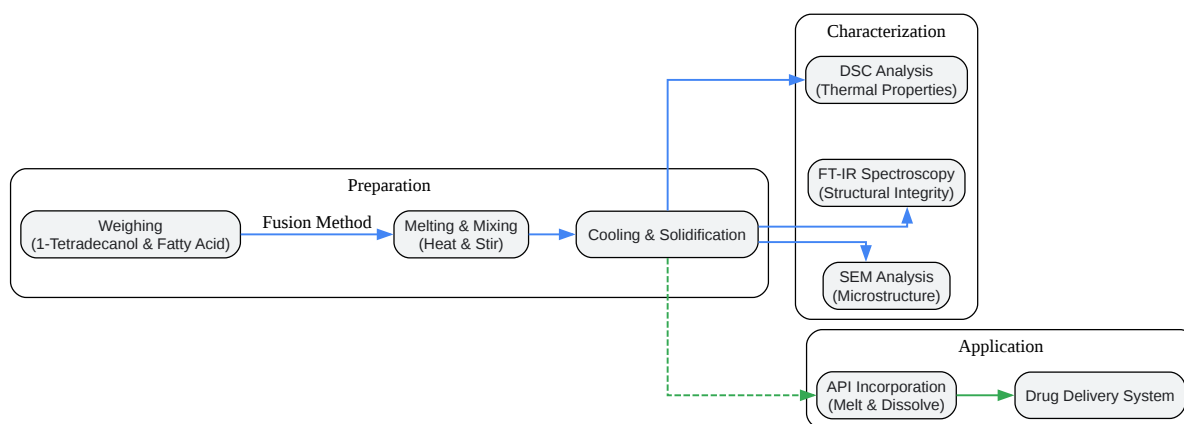 Characterization
DSC Analysis
(Thermal Properties)
FT-IR Spectroscopy
(Structural Integrity)
SEM Analysis
(Microstructure)
Preparation
Weighing
(1-Tetradecanol & Fatty Acid)
Fusion Method
Melting & Mixing
(Heat & Stir)
Cooling & Solidification
Application
API Incorporation
(Melt & Dissolve)
Drug Delivery System